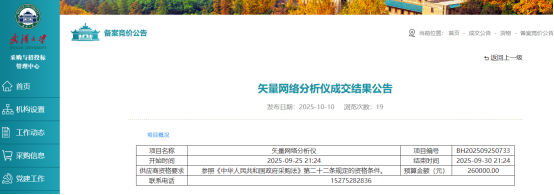 武汉大学
采购与招投标
管理中心
首页
机构设置
工作动态
采购信息
党建工作
备案竞价公告
当前位置: 首页 - 成交公告 - 货物 - 备案竞价公告
返回上一级
矢量网络分析仪成交结果公告
发布日期: 2025-10-10 浏览次数: 19
项目概况
项目名称 矢量网络分析仪 项目编号 BH202509250733
开始时间 2025-09-25 21:24 结束时间 2025-09-30 21:24
供应商资格要求 参照《中华人民共和国政府采购法》第二十二条规定的资格条件。 预算金额（元） 260000.00
联系电话 15275282836